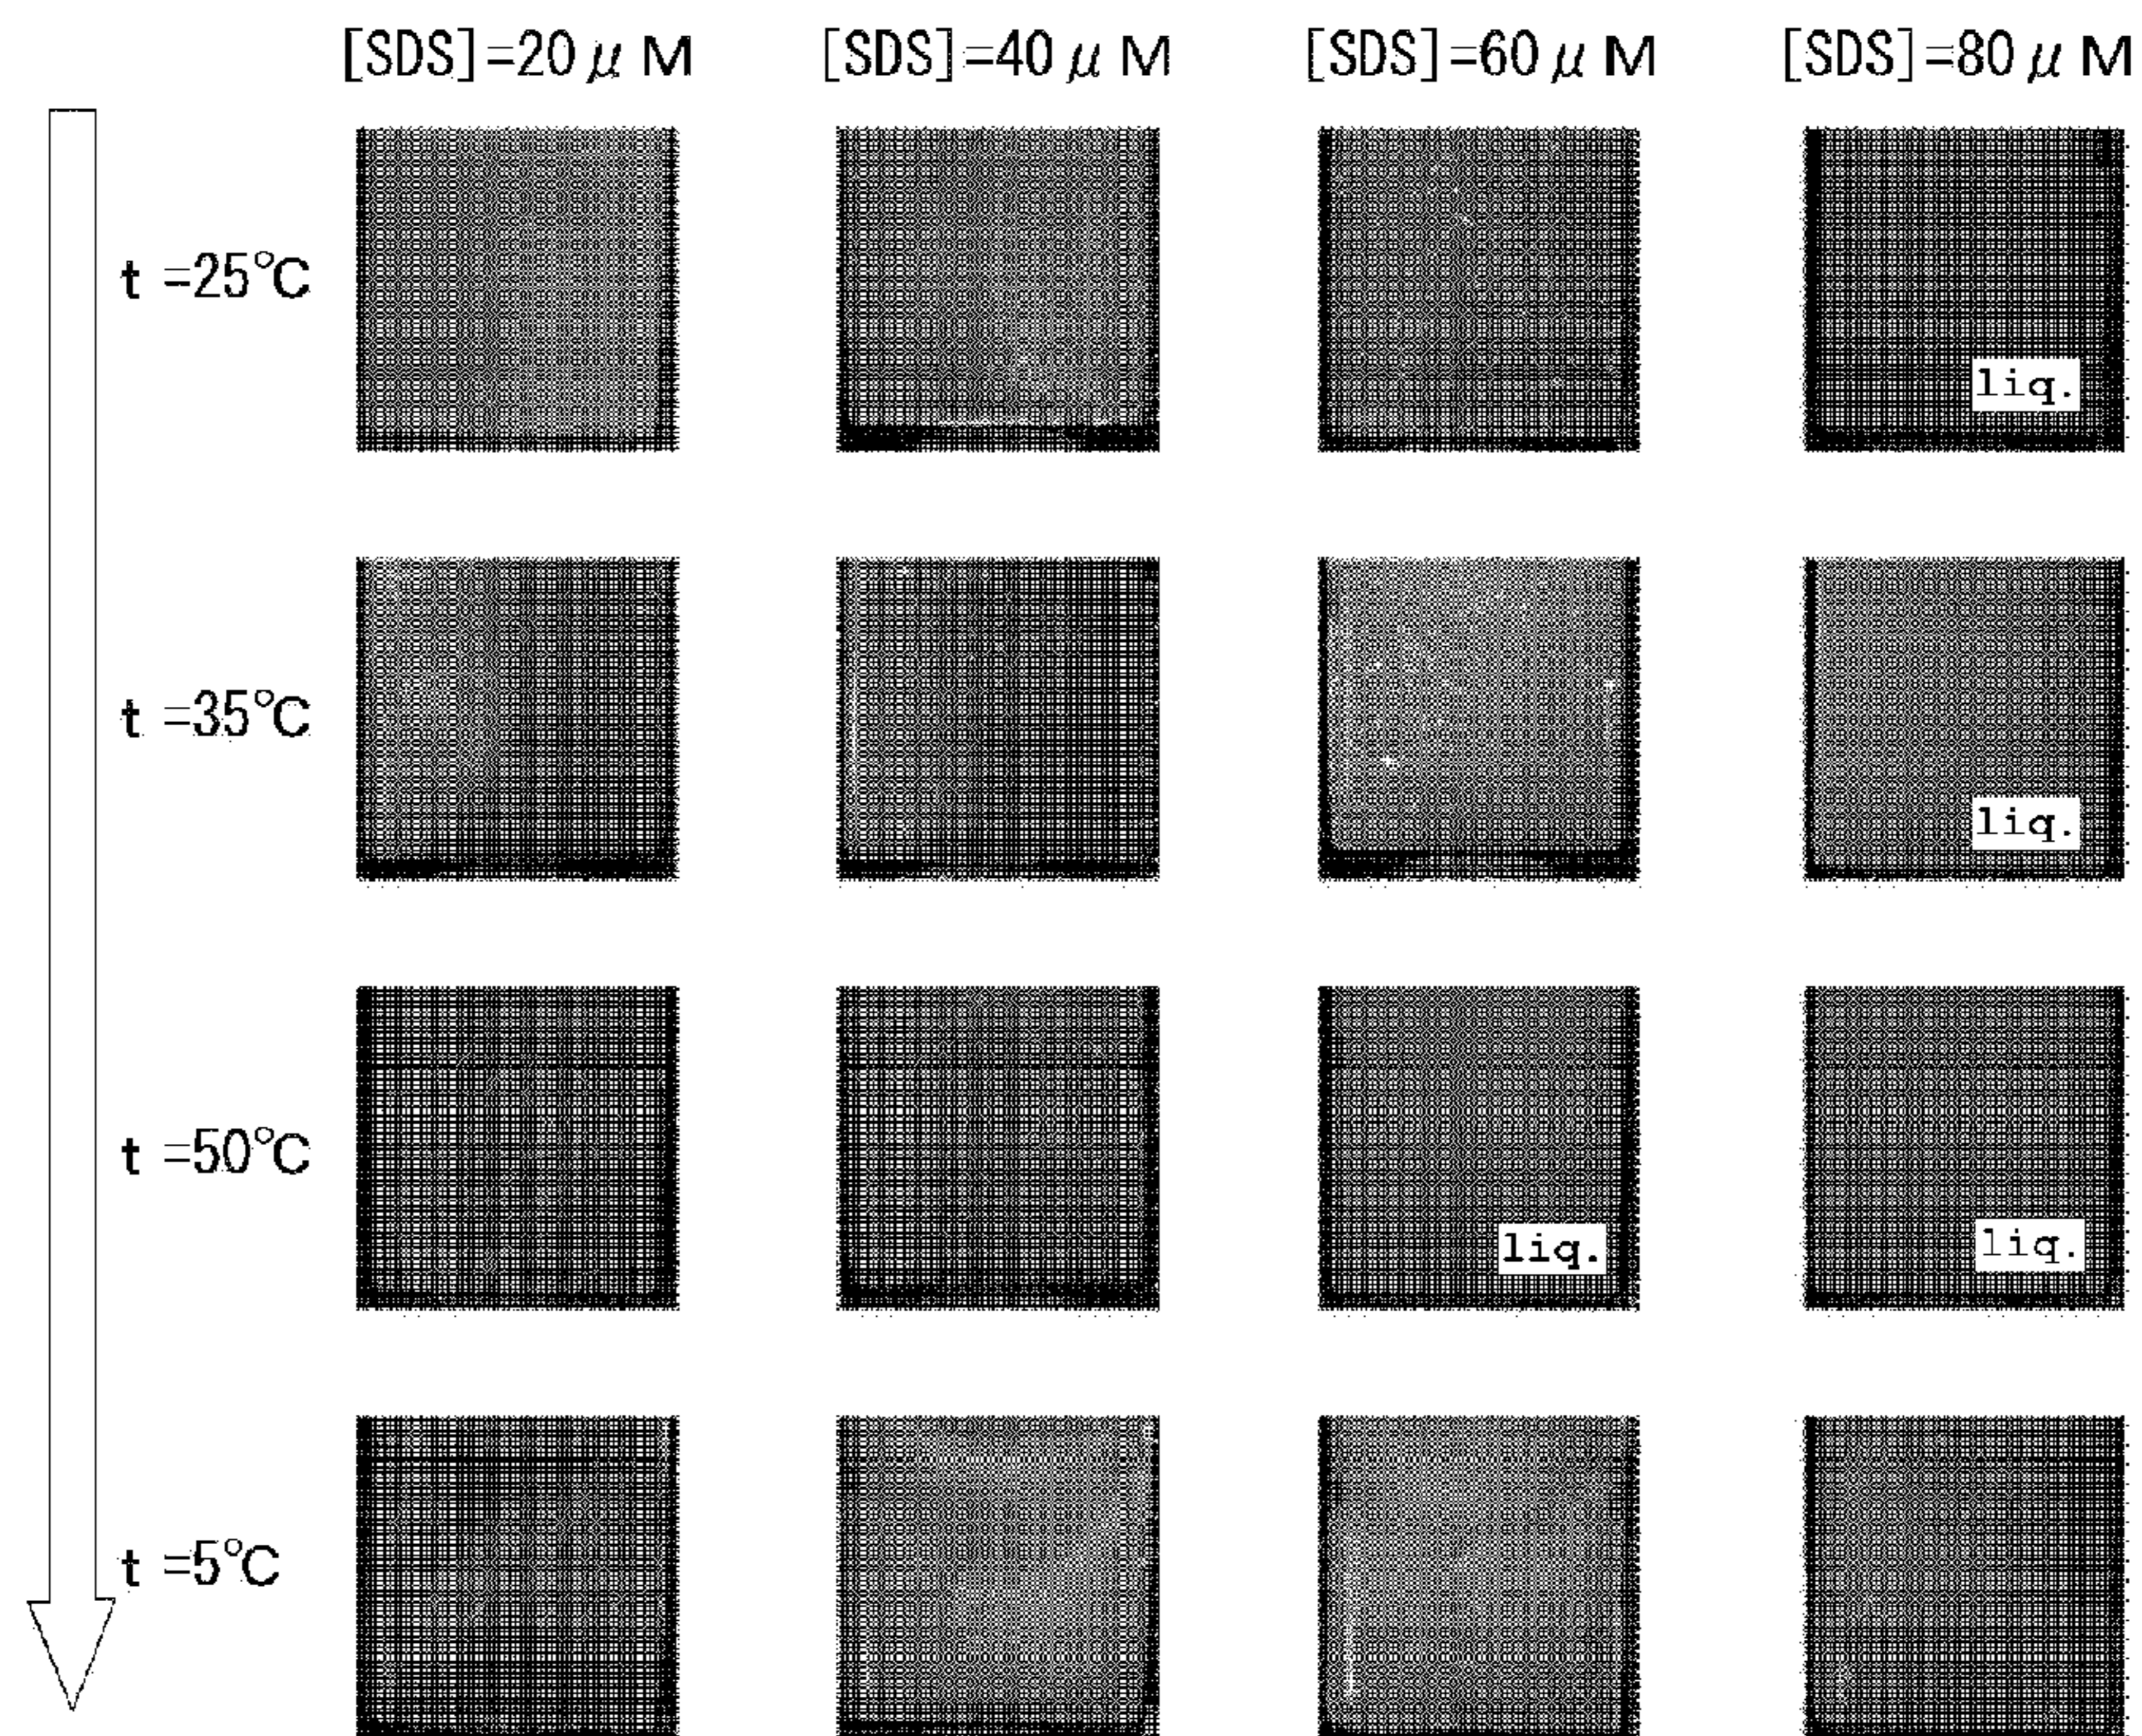 [SDS]=20 μ M [SDS]=40 μ M [SDS]=60 μ M [SDS]=80 μ M
t =25℃
liq.
t =35℃
liq.
t =50℃
liq. liq.
t =5℃